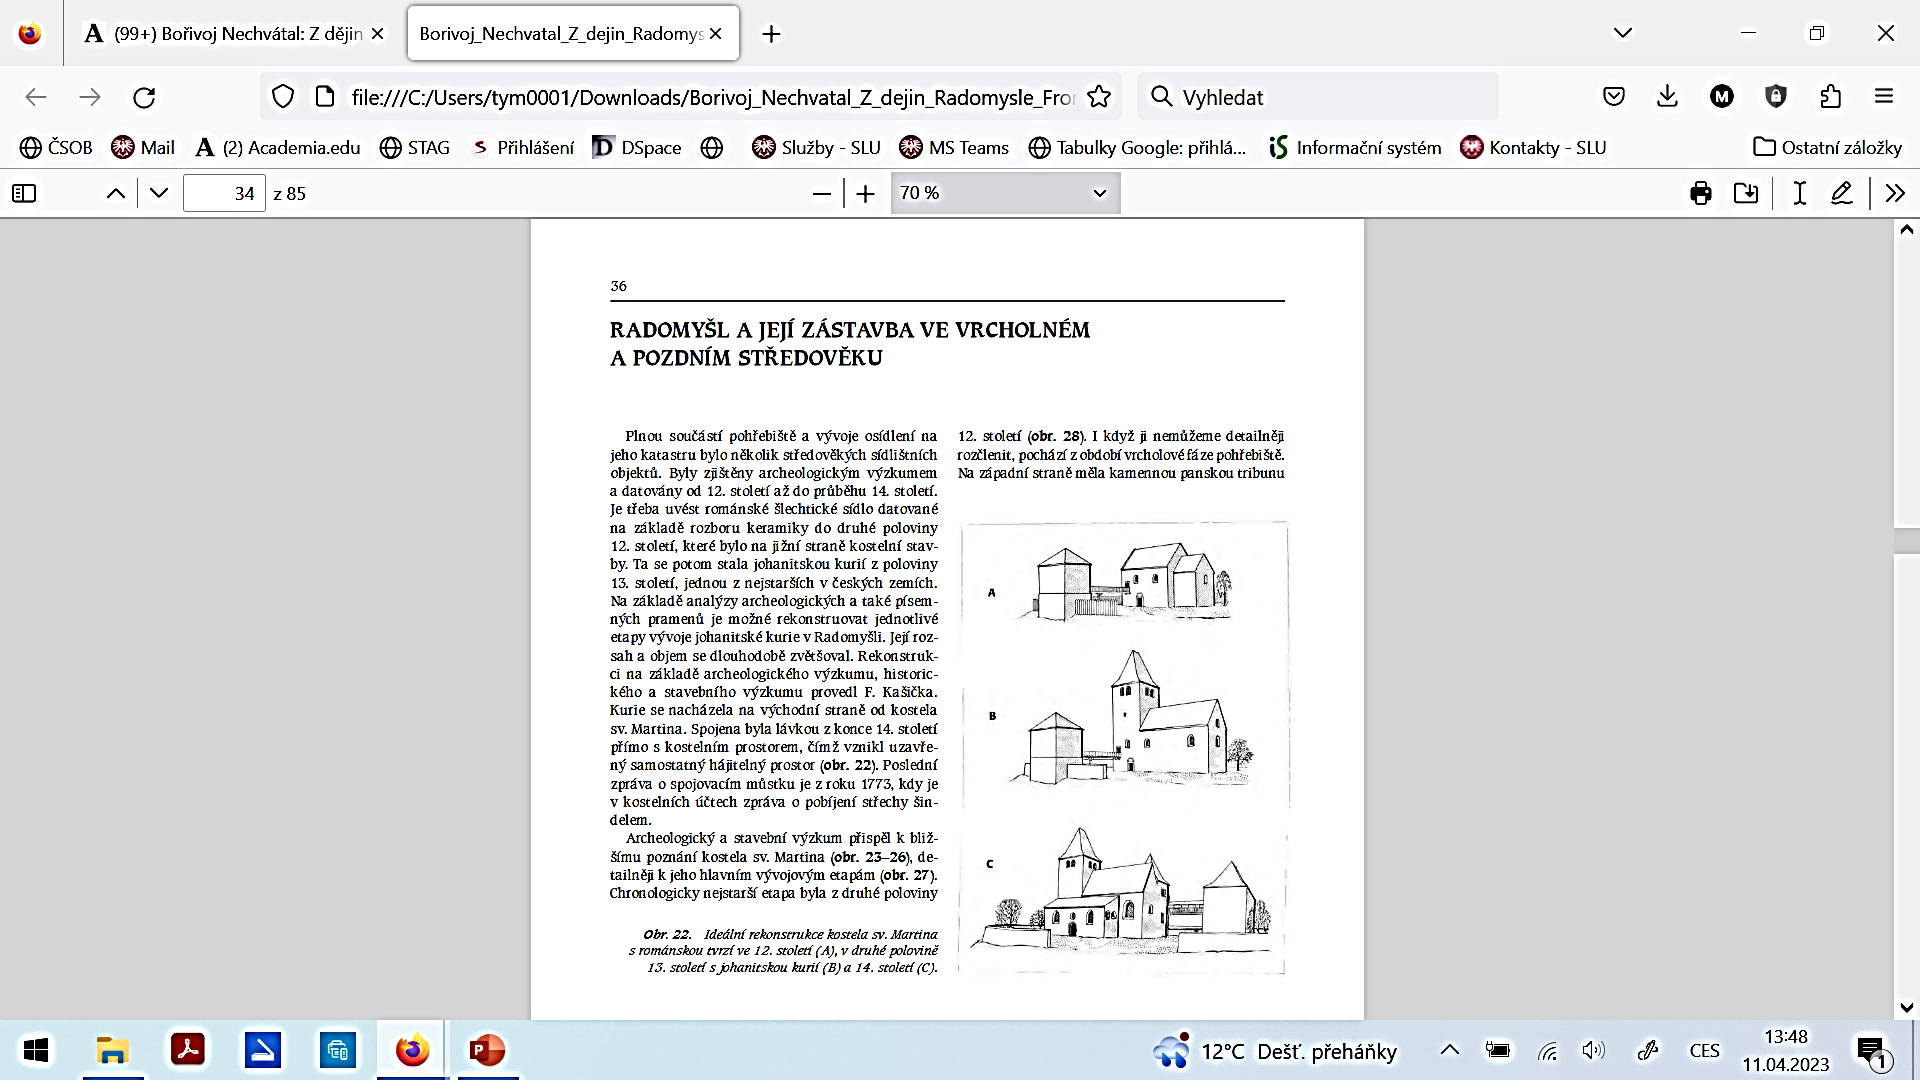 (99+) Bořivoj Nechvátal: Z dějin
Borivoj_Nechvatal_Z_dejin_Radomys
file:///C:/Users/tym0001/Downloads/Borivoj_Nechvatal_Z_dejin_Radomysle_Fro
Vyhledat
ČSOB
Mail
(2) Academia.edu
STAG
Přihlášení
DSpace
Služby - SLU
MS Teams
Tabulky Google: přihlá...
Informační systém
Kontakty - SLU
Ostatní záložky
34 z 85
70 %
36
RADOMYŠL A JEJÍ ZÁSTAVBA VE VRCHOLNÉM
A POZDNÍM STŘEDOVĚKU
Plnou součástí pohřebiště a vývoje osídlení na
jeho katastru bylo několik středověkých sídlištních
objektů. Byly zjištěny archeologickým výzkumem
a datovány od 12. století až do průběhu 14. století.
Je třeba uvést románské šlechtické sídlo datované
na základě rozboru keramiky do druhé poloviny
12. století, které bylo na jižní straně kostelní stav-
by. Ta se potom stala johanitskou kurií z poloviny
13. století, jednou z nejstarších v českých zemích.
Na základě analýzy archeologických a také písem-
ných pramenů je možné rekonstruovat jednotlivé
etapy vývoje johanitské kurie v Radomyšli. Její roz-
sah a objem se dlouhodobě zvětšoval. Rekonstruk-
ci na základě archeologického výzkumu, historic-
kého a stavebního výzkumu provedl F. Kašička.
Kurie se nacházela na východní straně od kostela
sv. Martina. Spojena byla lávkou z konce 14. století
přímo s kostelním prostorem, čímž vznikl uzavře-
ný samostatný hájitelný prostor (obr. 22). Poslední
zpráva o spojovacím můstku je z roku 1773, kdy je
v kostelních účtech zpráva o pobíjení střechy šin-
delem.
Archeologický a stavební výzkum přispěl k bliž-
šímu poznání kostela sv. Martina (obr. 23–26), de-
tailněji k jeho hlavním vývojovým etapám (obr. 27).
Chronologicky nejstarší etapa byla z druhé poloviny
Obr. 22. Ideální rekonstrukce kostela sv. Martina
s románskou tvrzí ve 12. století (A), v druhé polovině
13. století s johanitskou kurií (B) a 14. století (C).
12. století (obr. 28). I když ji nemůžeme detailněji
rozčlenit, pochází z období vrcholové fáze pohřebiště.
Na západní straně měla kamennou panskou tribunu
A
B
C
12°C Dešť. přeháňky
CES
13:48
11.04.2023
1